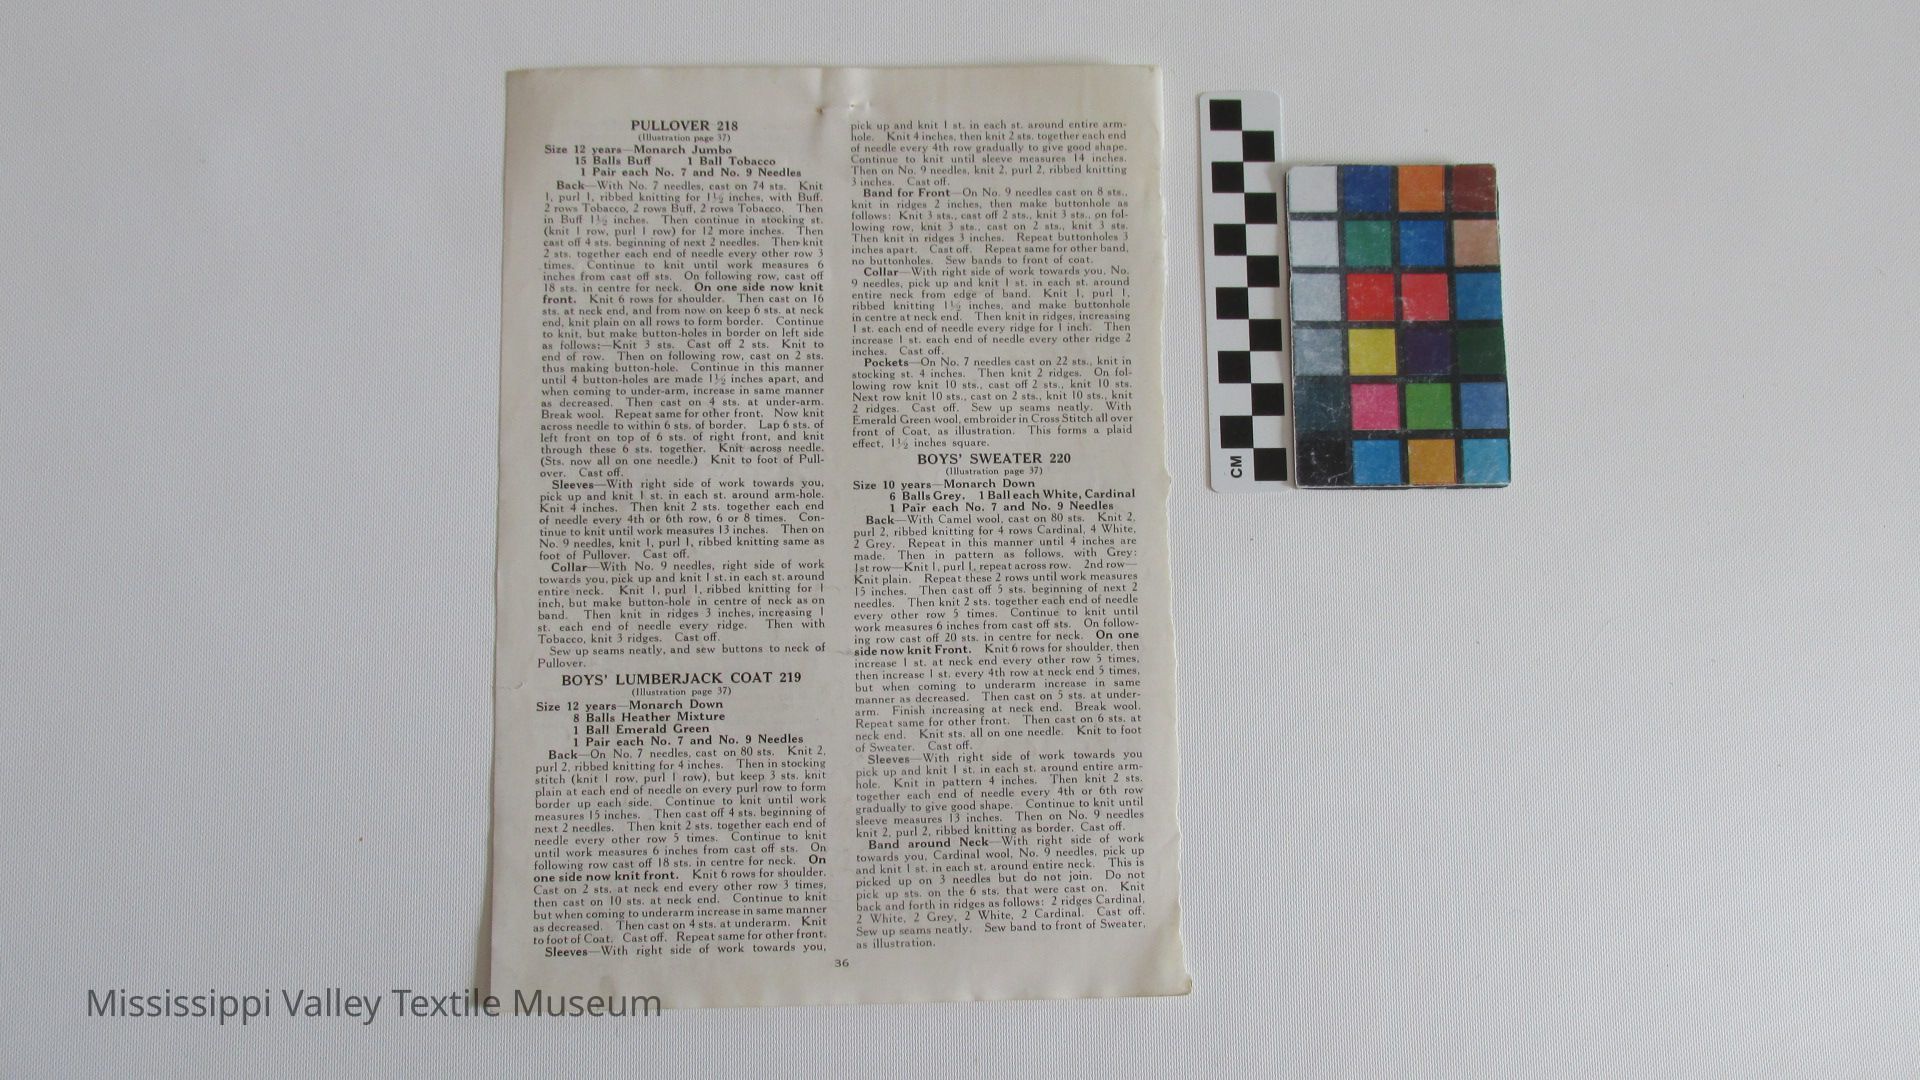 PULLOVER 218
(Illustration page 37)
Size 12 years—Monarch Jumbo
15 Balls Buff 1 Ball Tobacco
1 Pair each No. 7 and No. 9 Needles
Back—With No. 7 needles, cast on 74 sts. Knit
1, purl 1, ribbed knitting for 1½ inches, with Buff.
2 rows Tobacco, 2 rows Buff, 2 rows Tobacco. Then
in Buff 1½ inches. Then continue in stocking st.
(knit 1 row, purl 1 row) for 12 more inches. Then
cast off 4 sts. beginning of next 2 needles. Then knit
2 sts. together each end of needle every other row 3
times. Continue to knit until work measures 6
inches from cast off sts. On following row, cast off
18 sts. in centre for neck. On one side now knit
front. Knit 6 rows for shoulder. Then cast on 16
sts. at neck end, and from now on keep 6 sts. at neck
end, knit plain on all rows to form border. Continue
to knit, but make button-holes in border on left side
as follows:—Knit 3 sts. Cast off 2 sts. Knit to
end of row. Then on following row, cast on 2 sts.
thus making button-hole. Continue in this manner
until 4 button-holes are made 1½ inches apart, and
when coming to under-arm, increase in same manner
as decreased. Then cast on 4 sts. at under-arm.
Break wool. Repeat same for other front. Now knit
across needle to within 6 sts. of border. Lap 6 sts. of
left front on top of 6 sts. of right front, and knit
through these 6 sts. together. Knit across needle.
(Sts. now all on one needle.) Knit to foot of Pull-
over. Cast off.
Sleeves—With right side of work towards you,
pick up and knit 1 st. in each st. around arm-hole.
Knit 4 inches. Then knit 2 sts. together each end
of needle every 4th or 6th row, 6 or 8 times. Con-
tinue to knit until work measures 13 inches. Then on
No. 9 needles, knit 1, purl 1, ribbed knitting same as
foot of Pullover. Cast off.
Collar—With No. 9 needles, right side of work
towards you, pick up and knit 1 st. in each st. around
entire neck. Knit 1, purl 1, ribbed knitting for 1
inch, but make button-hole in centre of neck as on
band. Then knit in ridges 3 inches, increasing 1
st. each end of needle every ridge. Then with
Tobacco, knit 3 ridges. Cast off.
Sew up seams neatly, and sew buttons to neck of
Pullover.
BOYS' LUMBERJACK COAT 219
(Illustration page 37)
Size 12 years—Monarch Down
8 Balls Heather Mixture
1 Ball Emerald Green
1 Pair each No. 7 and No. 9 Needles
Back—On No. 7 needles, cast on 80 sts. Knit 2,
purl 2, ribbed knitting for 4 inches. Then in stocking
stitch (knit 1 row, purl 1 row), but keep 3 sts. knit
plain at each end of needle on every purl row to form
border up each side. Continue to knit until work
measures 15 inches. Then cast off 4 sts. beginning of
next 2 needles. Then knit 2 sts. together each end of
needle every other row 5 times. Continue to knit
until work measures 6 inches from cast off sts. On
following row cast off 18 sts. in centre for neck. On
one side now knit front. Knit 6 rows for shoulder.
Cast on 2 sts. at neck end every other row 3 times,
then cast on 10 sts. at neck end. Continue to knit
but when coming to underarm increase in same manner
as decreased. Then cast on 4 sts. at underarm. Knit
to foot of Coat. Cast off. Repeat same for other front.
Sleeves—With right side of work towards you,
pick up and knit 1 st. in each st. around entire arm-
hole. Knit 4 inches, then knit 2 sts. together each end
of needle every 4th row gradually to give good shape.
Continue to knit until sleeve measures 14 inches.
Then on No. 9 needles, knit 2, purl 2, ribbed knitting
3 inches. Cast off.
Band for Front—On No. 9 needles cast on 8 sts.,
knit in ridges 2 inches, then make buttonhole as
follows: Knit 3 sts., cast off 2 sts., knit 3 sts., on fol-
lowing row, knit 3 sts., cast on 2 sts., knit 3 sts.
Then knit in ridges 3 inches. Repeat buttonholes 3
inches apart. Cast off. Repeat same for other band,
no buttonholes. Sew bands to front of coat.
Collar—With right side of work towards you, No.
9 needles, pick up and knit 1 st. in each st. around
entire neck from edge of band. Knit 1, purl 1,
ribbed knitting 1½ inches, and make buttonhole
in centre at neck end. Then knit in ridges, increasing
1 st. each end of needle every ridge for 1 inch. Then
increase 1 st. each end of needle every other ridge 2
inches. Cast off.
Pockets—On No. 7 needles cast on 22 sts., knit in
stocking st. 4 inches. Then knit 2 ridges. On fol-
lowing row knit 10 sts., cast off 2 sts., knit 10 sts.
Next row knit 10 sts., cast on 2 sts., knit 10 sts., knit
2 ridges. Cast off. Sew up seams neatly. With
Emerald Green wool, embroider in Cross Stitch all over
front of Coat, as illustration. This forms a plaid
effect, 1½ inches square.
BOYS' SWEATER 220
(Illustration page 37)
Size 10 years—Monarch Down
6 Balls Grey. 1 Ball each White, Cardinal
1 Pair each No. 7 and No. 9 Needles
Back—With Camel wool, cast on 80 sts. Knit 2,
purl 2, ribbed knitting for 4 rows Cardinal, 4 White,
2 Grey. Repeat in this manner until 4 inches are
made. Then in pattern as follows, with Grey:
1st row—Knit 1, purl 1, repeat across row. 2nd row—
Knit plain. Repeat these 2 rows until work measures
15 inches. Then cast off 5 sts. beginning of next 2
needles. Then knit 2 sts. together each end of needle
every other row 5 times. Continue to knit until
work measures 6 inches from cast off sts. On follow-
ing row cast off 20 sts. in centre for neck. On one
side now knit Front. Knit 6 rows for shoulder, then
increase 1 st. at neck end every other row 5 times,
then increase 1 st. every 4th row at neck end 5 times,
but when coming to underarm increase in same
manner as decreased. Then cast on 5 sts. at under-
arm. Finish increasing at neck end. Break wool.
Repeat same for other front. Then cast on 6 sts. at
neck end. Knit sts. all on one needle. Knit to foot
of Sweater. Cast off.
Sleeves—With right side of work towards you
pick up and knit 1 st. in each st. around entire arm-
hole. Knit in pattern 4 inches. Then knit 2 sts.
together each end of needle every 4th or 6th row
gradually to give good shape. Continue to knit until
sleeve measures 13 inches. Then on No. 9 needles
knit 2, purl 2, ribbed knitting as border. Cast off.
Band around Neck—With right side of work
towards you, Cardinal wool, No. 9 needles, pick up
and knit 1 st. in each st. around entire neck. This is
picked up on 3 needles but do not join. Do not
pick up sts. on the 6 sts. that were cast on. Knit
back and forth in ridges as follows: 2 ridges Cardinal,
2 White, 2 Grey, 2 White, 2 Cardinal. Cast off.
Sew up seams neatly. Sew band to front of Sweater,
as illustration.
36
CM
Mississippi Valley Textile Museum